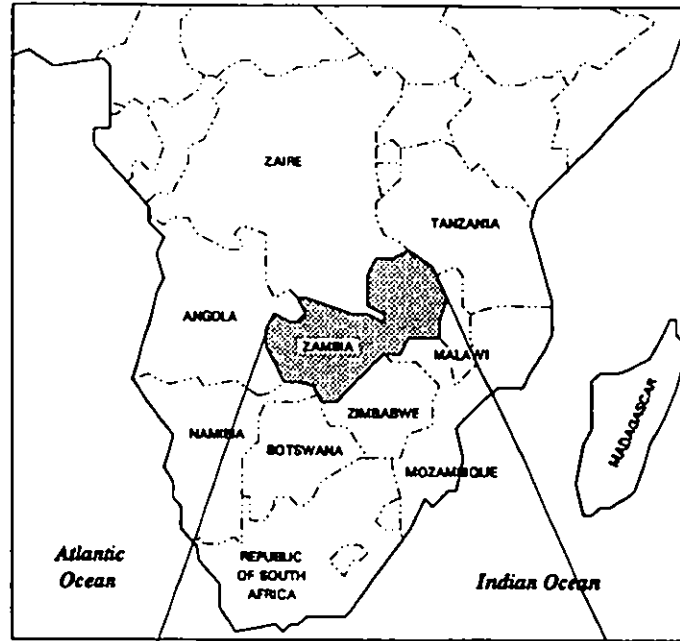 ZAIRE
TANZANIA
ANGOLA
ZAMBIA
MALAWI
ZIMBABWE
NAMIBIA
BOTSWANA
MOZAMBIQUE
MADAGASCAR
Atlantic
Ocean
REPUBLIC
OF SOUTH
AFRICA
Indian Ocean